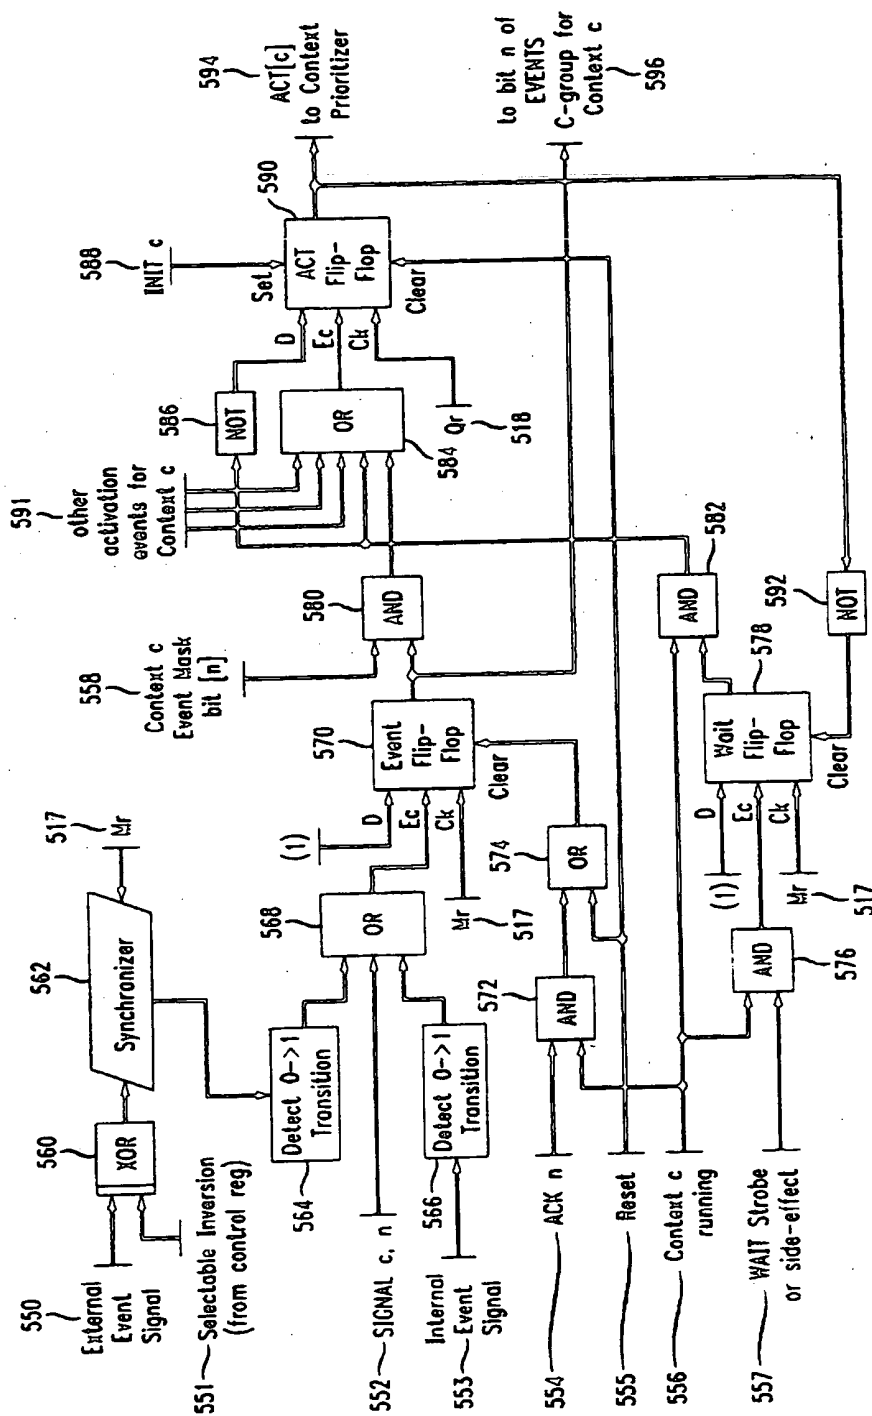 550
External
Event
Signal
551
Selectable Inversion
(from control reg)
552
SIGNAL c, n
Internal
Event
Signal
553
554
ACK n
555
Reset
556
Context c
running
557
WAIT Strobe
or side-effect
560
XOR
562
Synchronizer
517
Mr
564
Detect 0->1
Transition
566
Detect 0->1
Transition
568
OR
(1)
D
Ec
Ck
Mr
517
570
Event
Flip-
Flop
Clear
572
AND
574
OR
576
AND
(1)
D
Ec
Ck
Mr
517
578
Wait
Flip-
Flop
Clear
558
Context c
Event Mask
bit [n]
580
AND
582
AND
592
NOT
591
other
activation
events for
Context c
586
NOT
OR
584
Qr
518
588
INIT c
Set
D
Ec
Ck
590
ACT
Flip-
Flop
Clear
594
ACT[c]
to Context
Prioritizer
to bit n of
EVENTS
C-group for
Context c
596